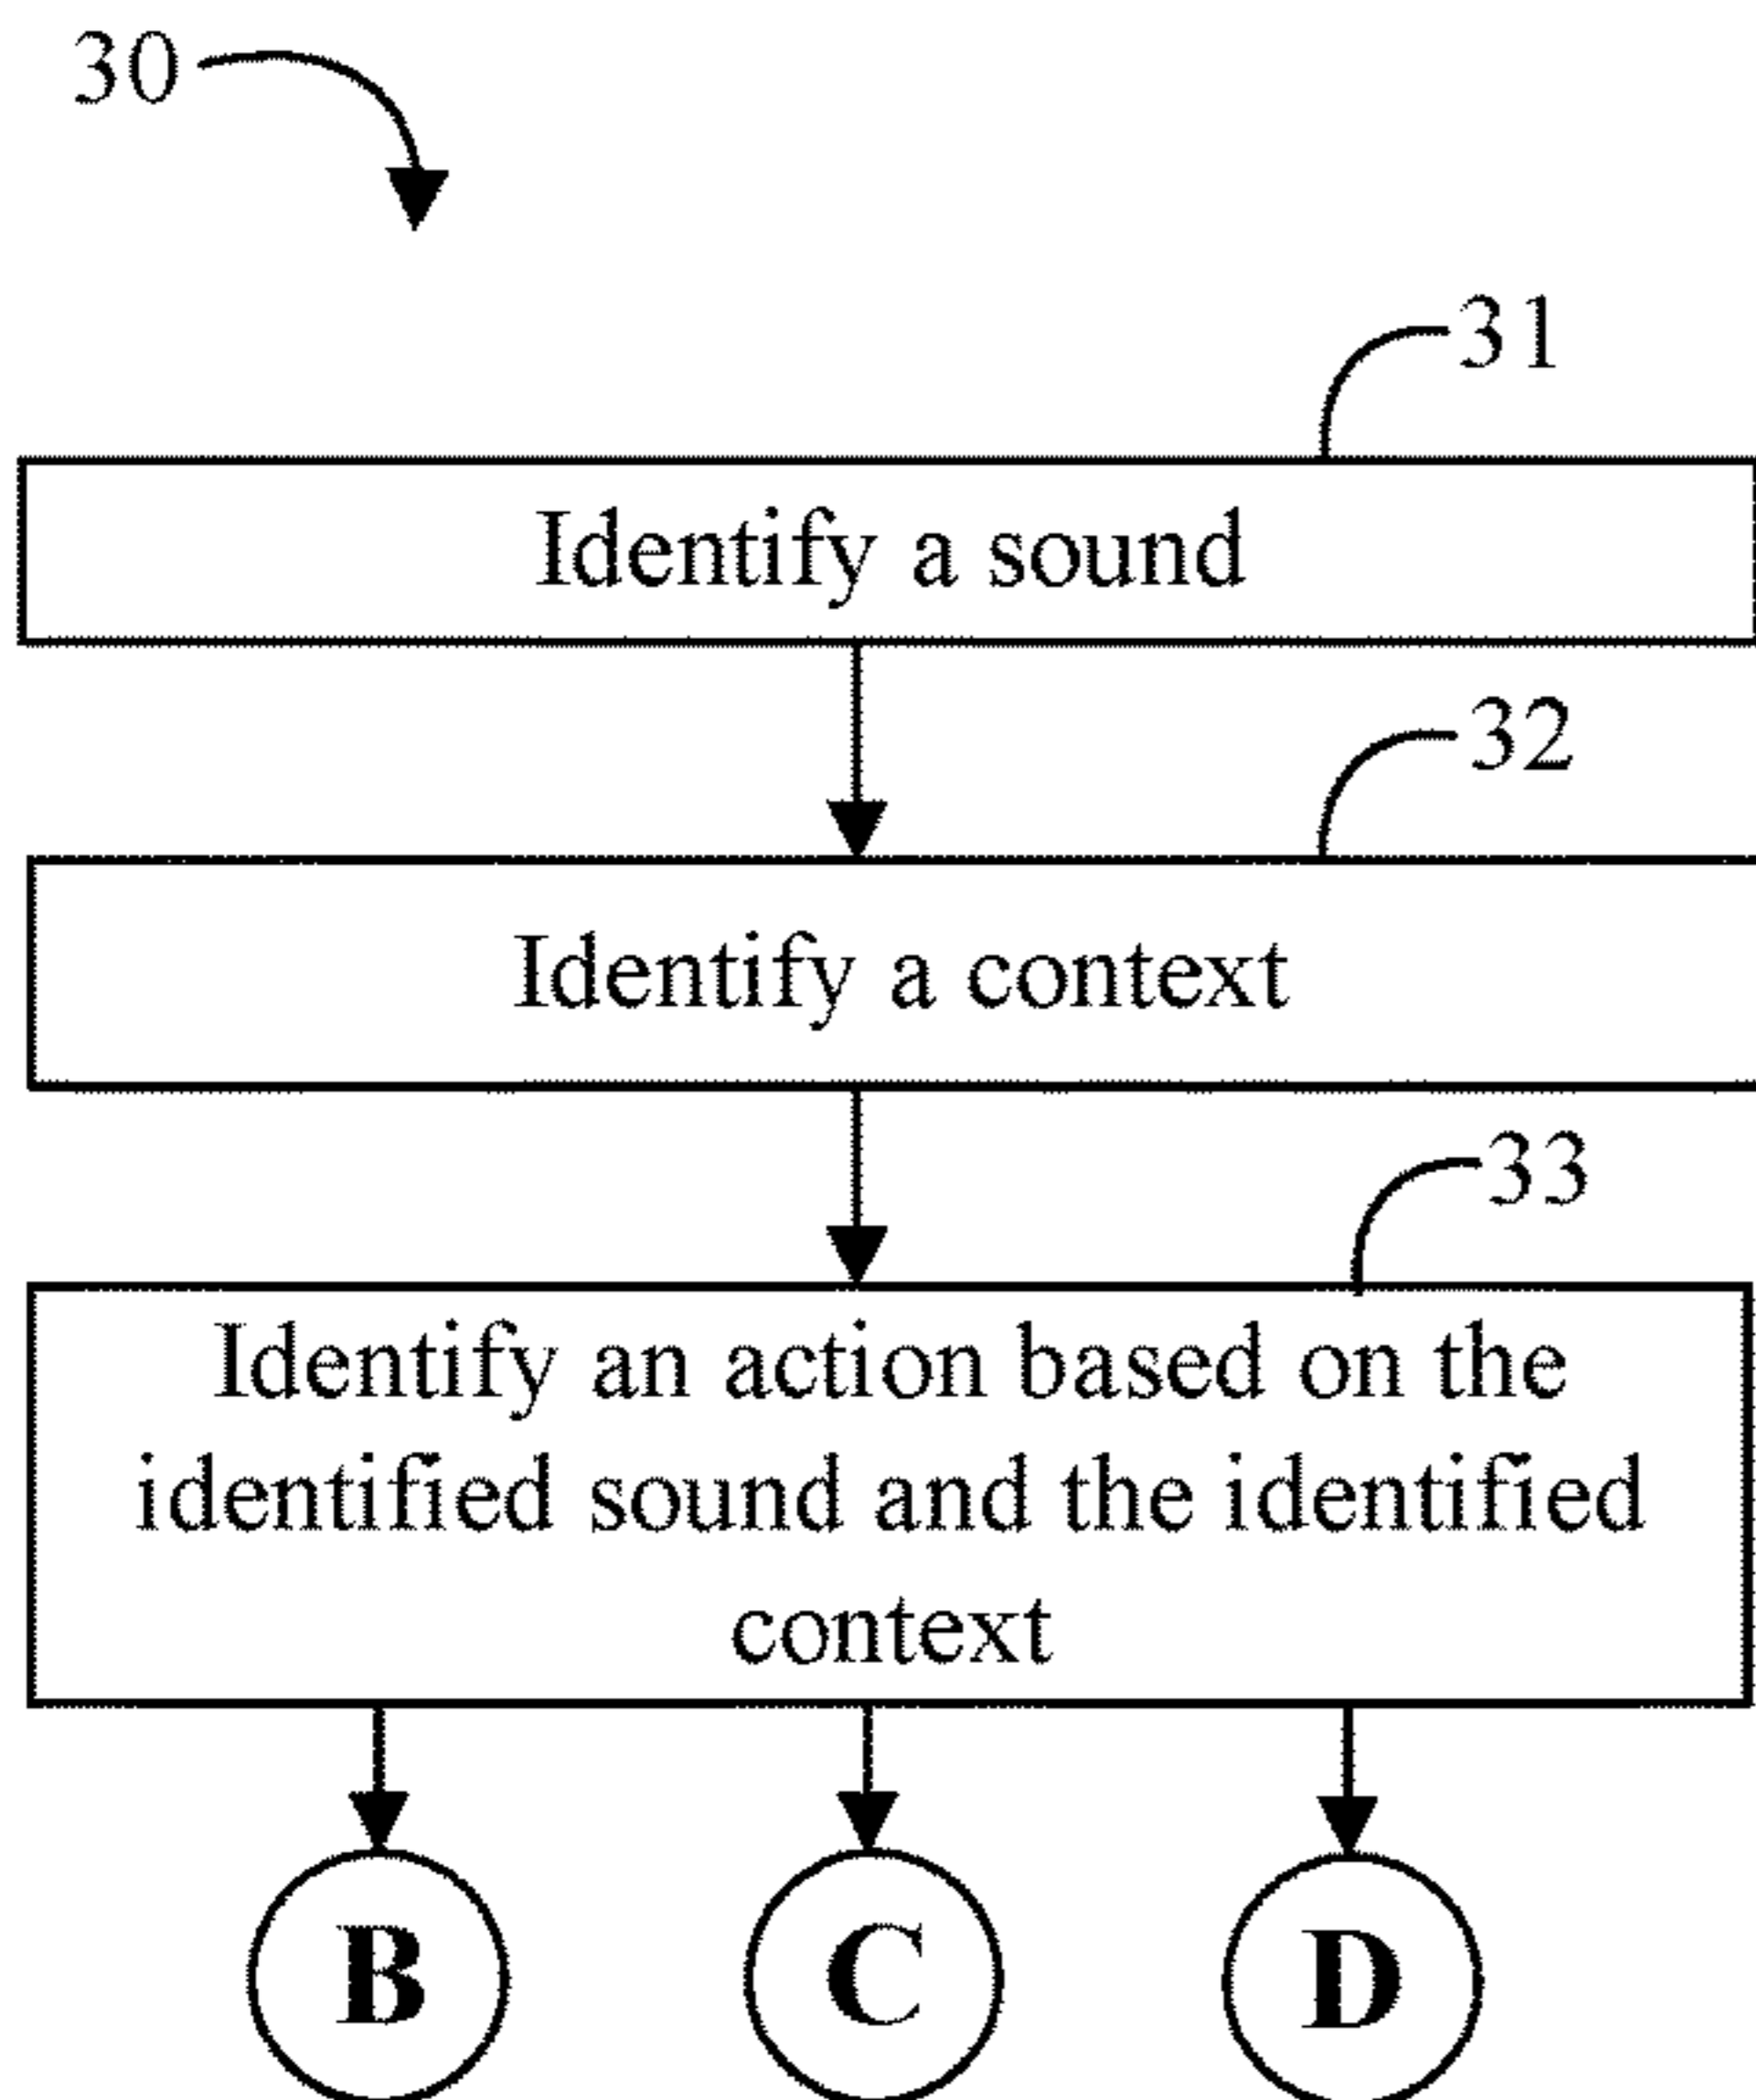 30
31
Identify a sound
32
Identify a context
33
Identify an action based on the
identified sound and the identified
context
B C D